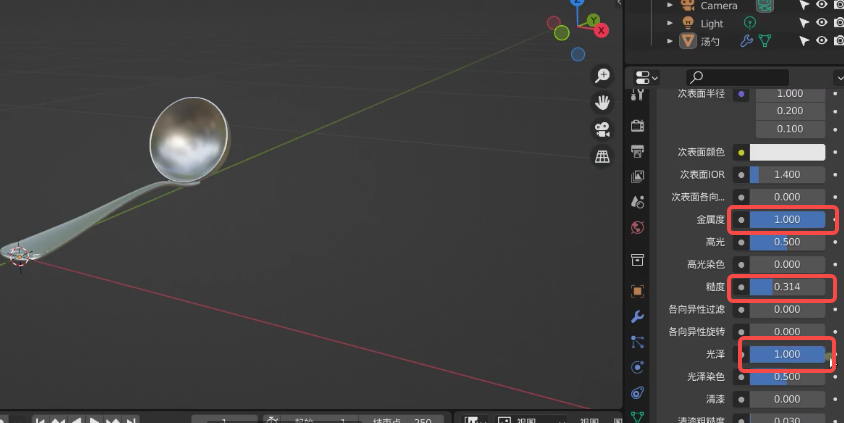 Camera
Light
汤勺
Z
Y
X
次表面半径 1.000
0.200
0.100
次表面颜色
次表面IOR 1.400
次表面各向... 0.000
金属度 1.000
高光 0.500
高光染色 0.000
糙度 0.314
各向异性过滤 0.000
各向异性旋转 0.000
光泽 1.000
光泽染色 0.500
清漆 0.000
清漆粗糙度 0.030
1 起始 1 结束点 250
视图 视图